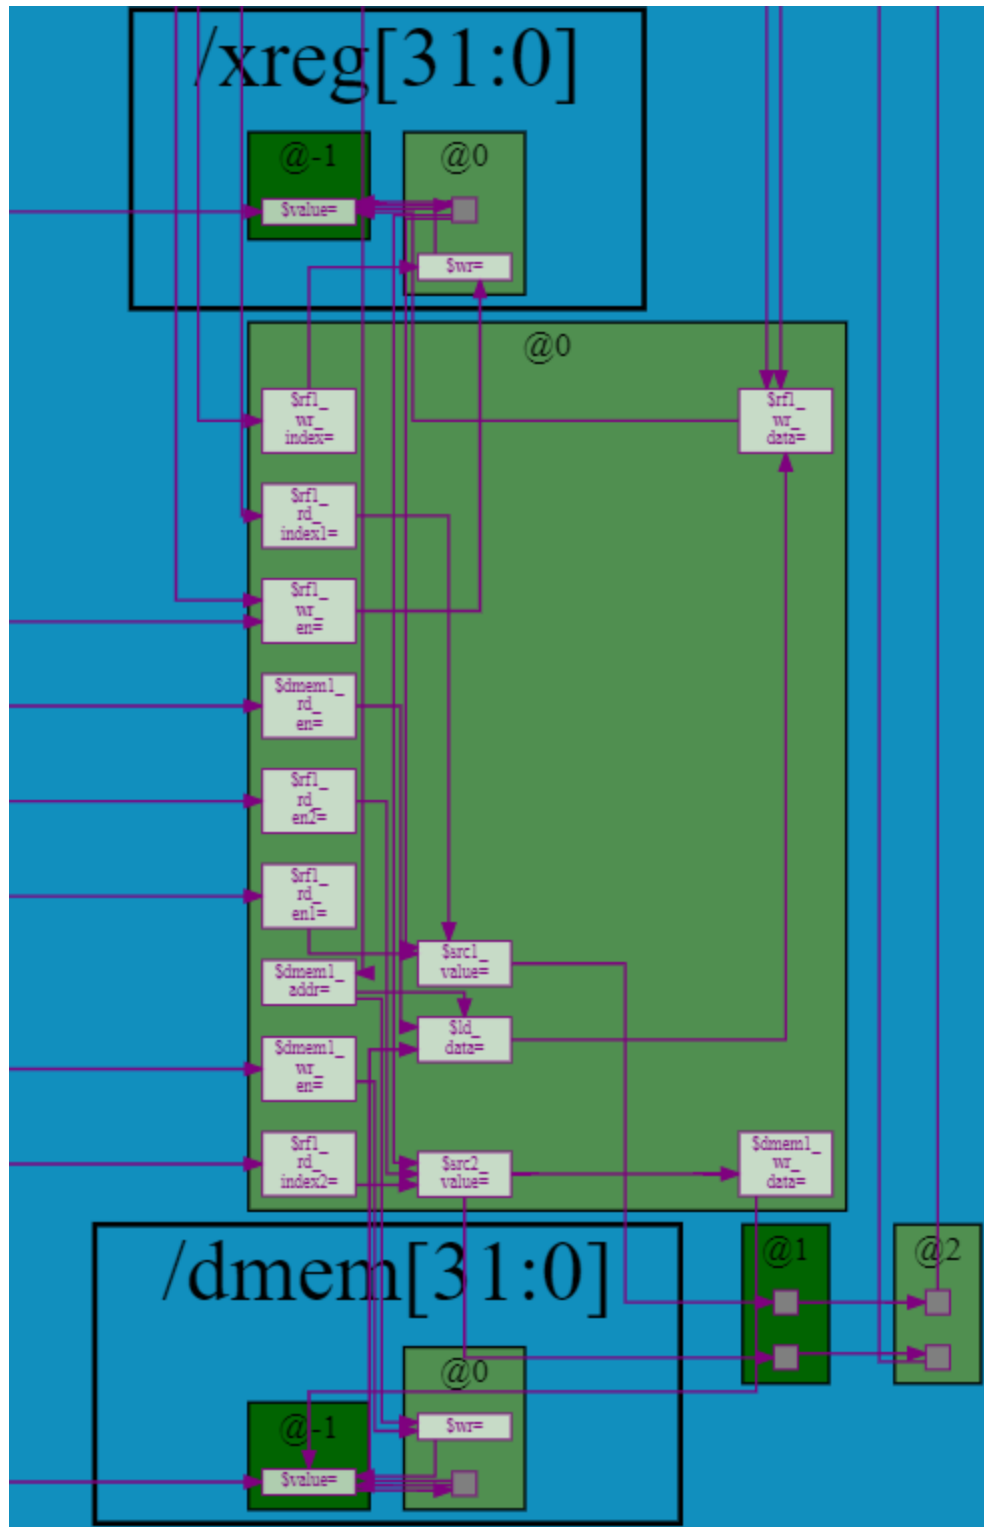 /xreg[31:0]
@-1
@0
$value=
$wr=
@0
$rf1_
wr_
index=
$rf1_
wr_
data=
$rf1_
rd_
index1=
$rf1_
wr_
en=
$dmem1_
rd_
en=
$rf1_
rd_
en2=
$rf1_
rd_
en1=
$src1_
value=
$dmem1_
addr=
$ld_
data=
$dmem1_
wr_
en=
$rf1_
rd_
index2=
$src2_
value=
$dmem1_
wr_
data=
/dmem[31:0]
@1
@2
@0
@-1
$wr=
$value=